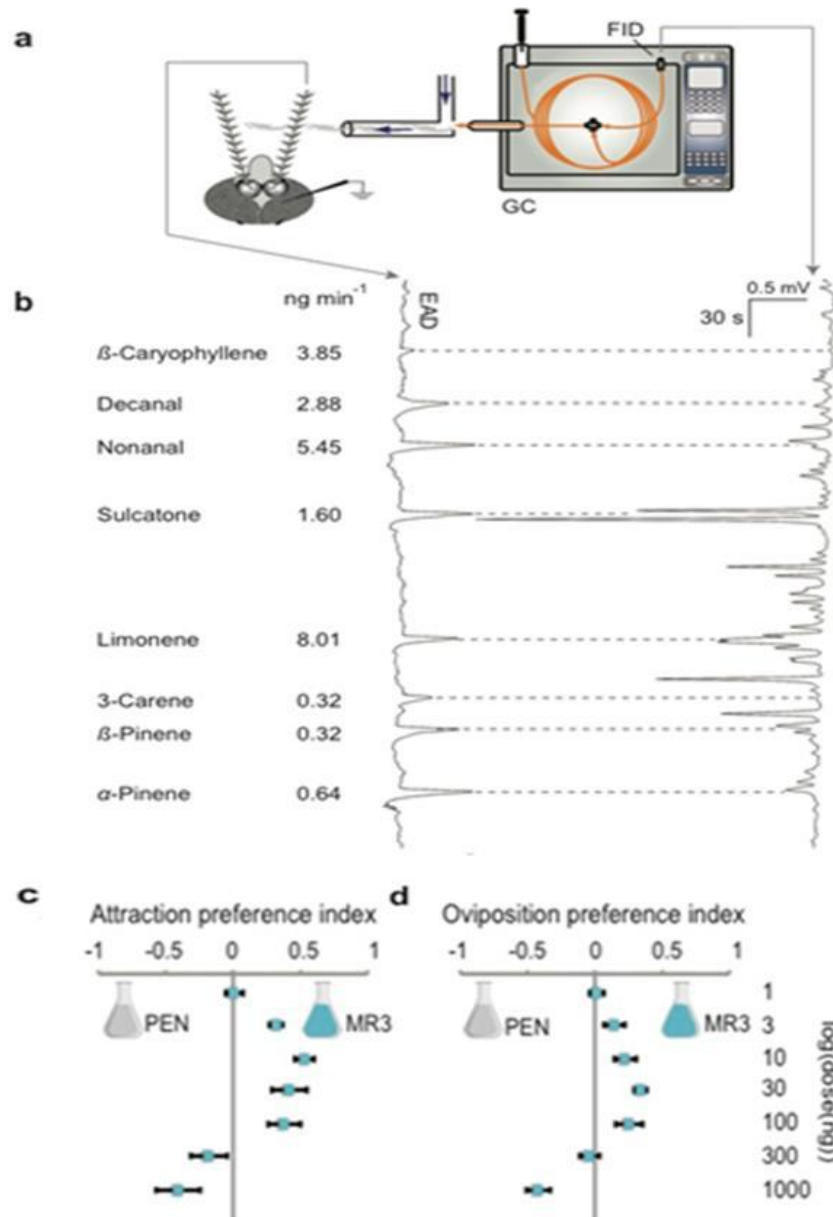 a
FID
GC
b
ng min⁻¹
EAD
0.5 mV
30 s
ß-Caryophyllene 3.85
Decanal 2.88
Nonanal 5.45
Sulcatone 1.60
Limonene 8.01
3-Carene 0.32
ß-Pinene 0.32
α-Pinene 0.64
c
Attraction preference index
-1 -0.5 0 0.5 1
PEN
MR3
d
Oviposition preference index
-1 -0.5 0 0.5 1
PEN
MR3
1
3
10
30
100
300
1000
log(dose(ng))